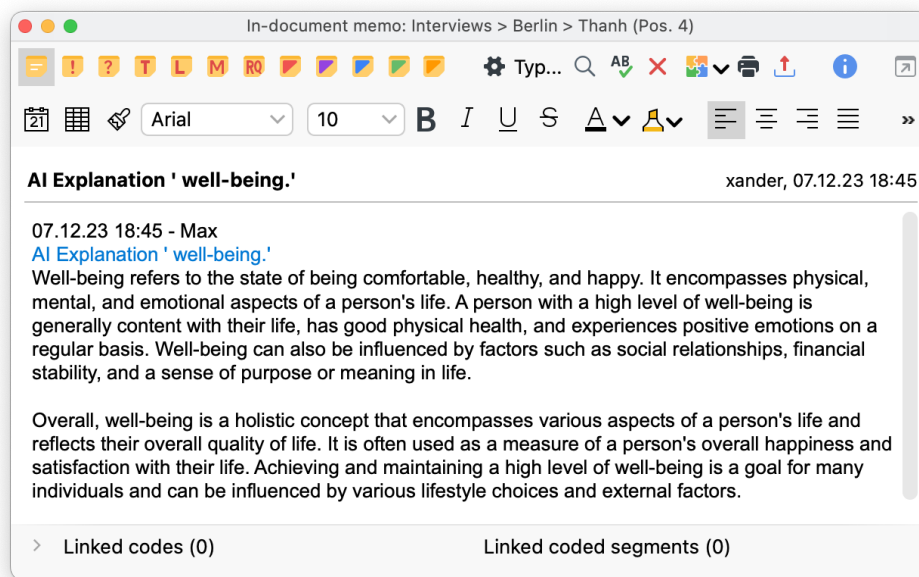 In-document memo: Interviews > Berlin > Thanh (Pos. 4)
! ? T L M RQ Typ... AB i
21 Arial 10 B I U S A »
AI Explanation ' well-being.' xander, 07.12.23 18:45
07.12.23 18:45 - Max
AI Explanation ' well-being.'
Well-being refers to the state of being comfortable, healthy, and happy. It encompasses physical,
mental, and emotional aspects of a person's life. A person with a high level of well-being is
generally content with their life, has good physical health, and experiences positive emotions on a
regular basis. Well-being can also be influenced by factors such as social relationships, financial
stability, and a sense of purpose or meaning in life.
Overall, well-being is a holistic concept that encompasses various aspects of a person's life and
reflects their overall quality of life. It is often used as a measure of a person's overall happiness and
satisfaction with their life. Achieving and maintaining a high level of well-being is a goal for many
individuals and can be influenced by various lifestyle choices and external factors.
Linked codes (0) Linked coded segments (0)